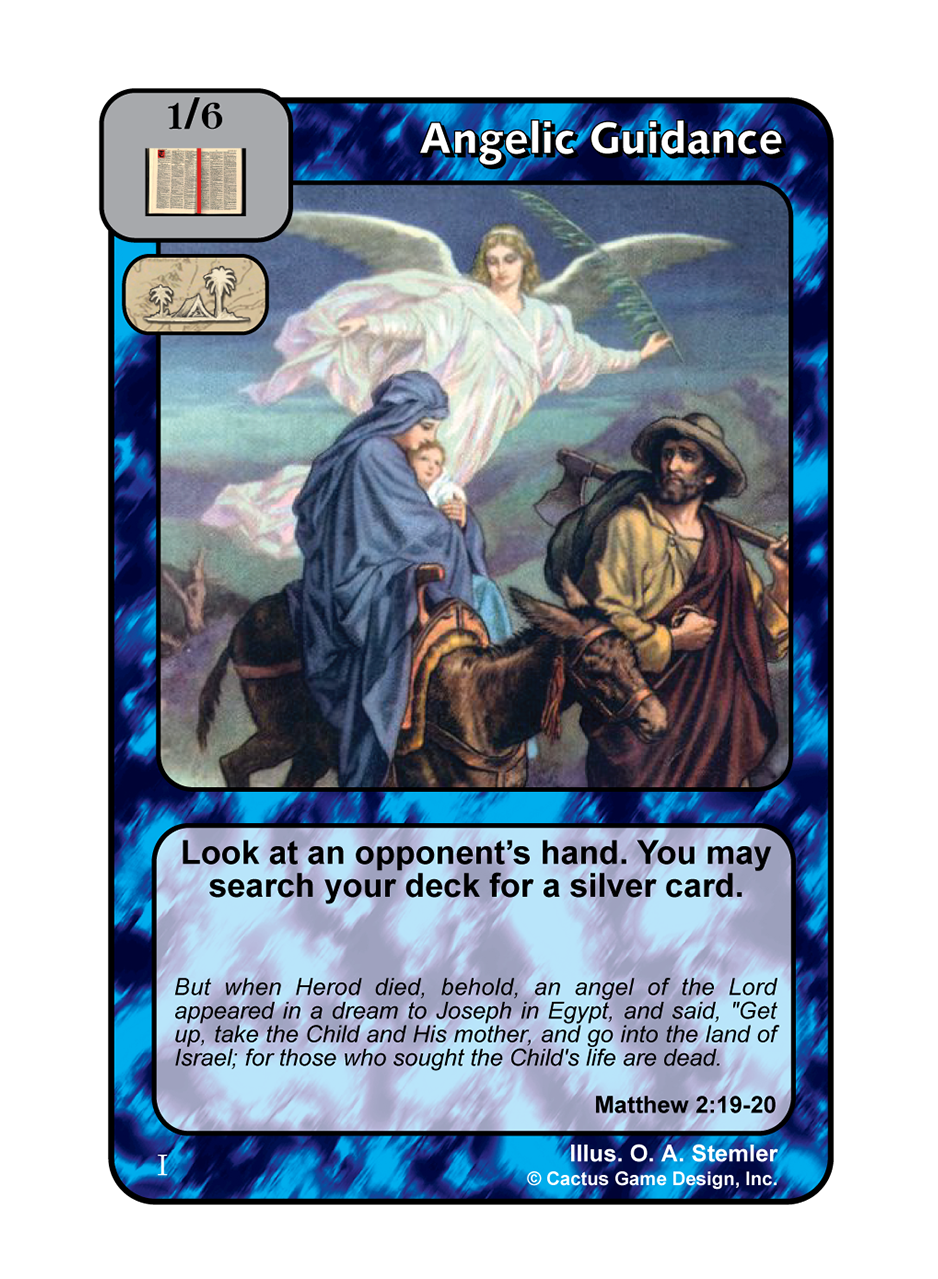 1/6
Angelic Guidance
Look at an opponent’s hand. You may
search your deck for a silver card.
But when Herod died, behold, an angel of the Lord
appeared in a dream to Joseph in Egypt, and said, "Get
up, take the Child and His mother, and go into the land of
Israel; for those who sought the Child's life are dead.
Matthew 2:19-20
I
Illus. O. A. Stemler
© Cactus Game Design, Inc.